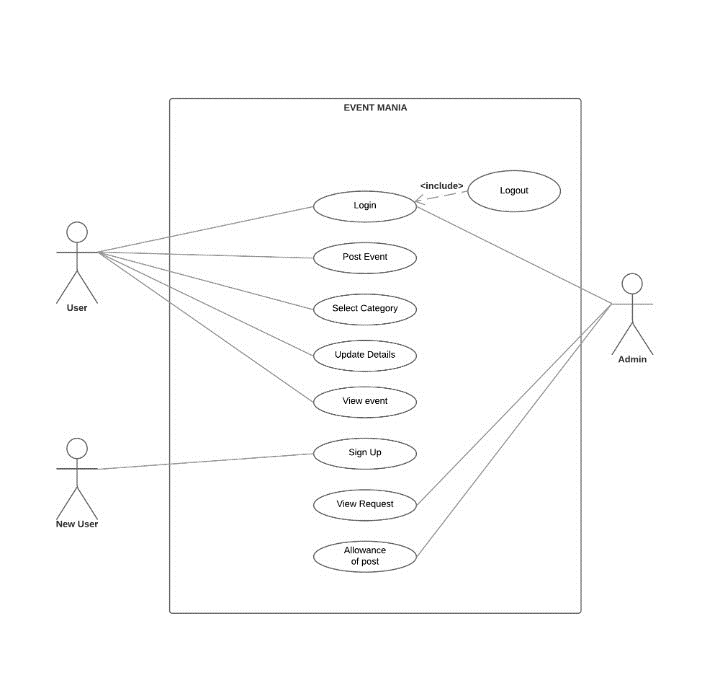 EVENT MANIA
<include>
Logout
Login
Post Event
Select Category
Update Details
View event
Sign Up
View Request
Allowance
of post
User
New User
Admin